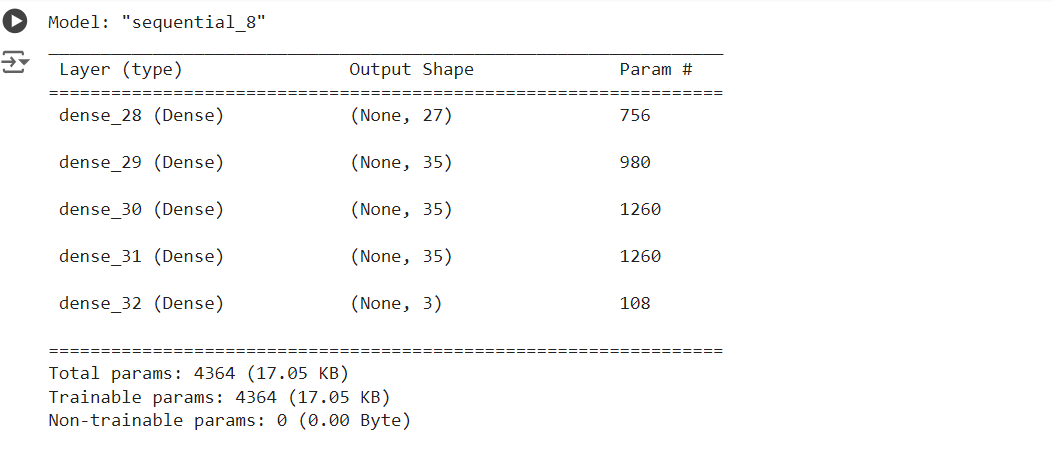 Model: "sequential_8"
_________________________________________________________________
Layer (type) Output Shape Param #
=================================================================
dense_28 (Dense) (None, 27) 756
dense_29 (Dense) (None, 35) 980
dense_30 (Dense) (None, 35) 1260
dense_31 (Dense) (None, 35) 1260
dense_32 (Dense) (None, 3) 108
=================================================================
Total params: 4364 (17.05 KB)
Trainable params: 4364 (17.05 KB)
Non-trainable params: 0 (0.00 Byte)